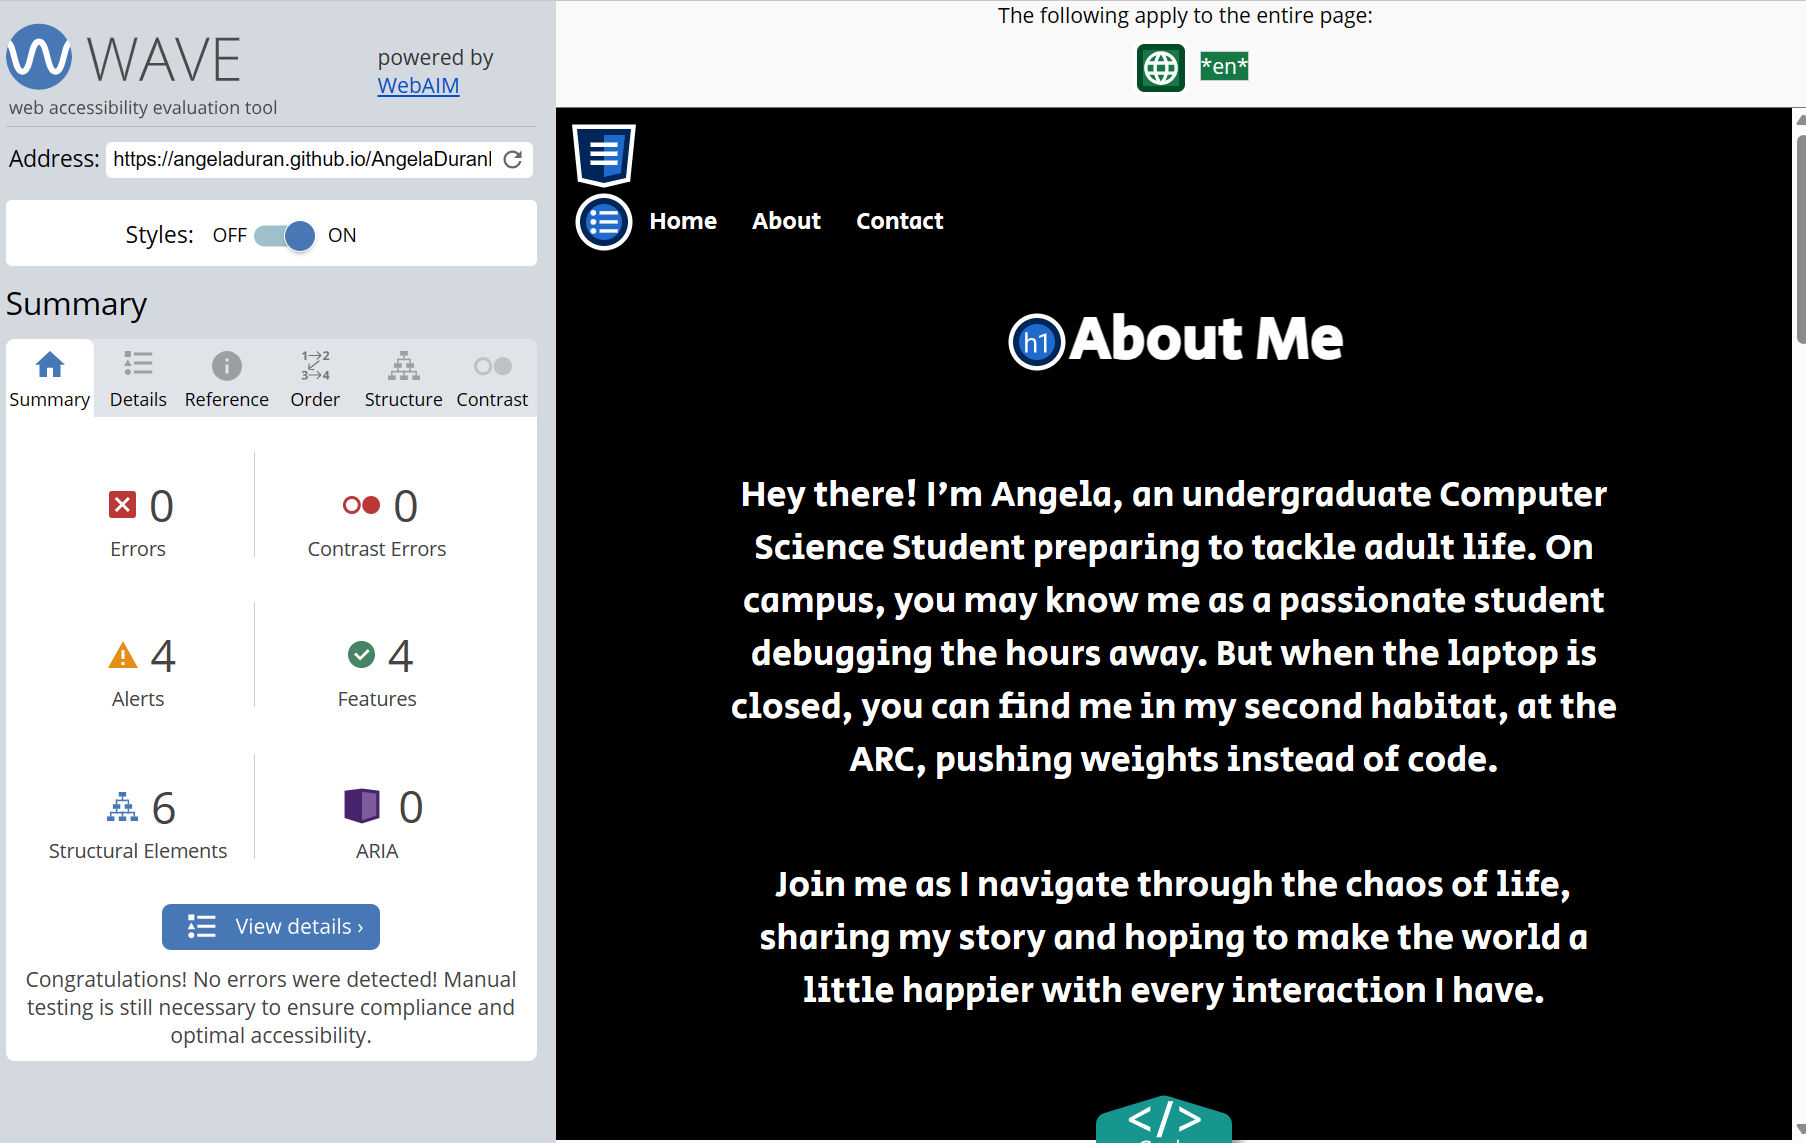 WAVE
web accessibility evaluation tool
powered by
WebAIM
Address: https://angeladuran.github.io/AngelaDuranI
Styles: OFF ON
Summary
Summary Details Reference Order Structure Contrast
0 Errors
0 Contrast Errors
4 Alerts
4 Features
6 Structural Elements
0 ARIA
View details ›
Congratulations! No errors were detected! Manual
testing is still necessary to ensure compliance and
optimal accessibility.
The following apply to the entire page:
*en*
Home About Contact
h1 About Me
Hey there! I’m Angela, an undergraduate Computer
Science Student preparing to tackle adult life. On
campus, you may know me as a passionate student
debugging the hours away. But when the laptop is
closed, you can find me in my second habitat, at the
ARC, pushing weights instead of code.
Join me as I navigate through the chaos of life,
sharing my story and hoping to make the world a
little happier with every interaction I have.
</>